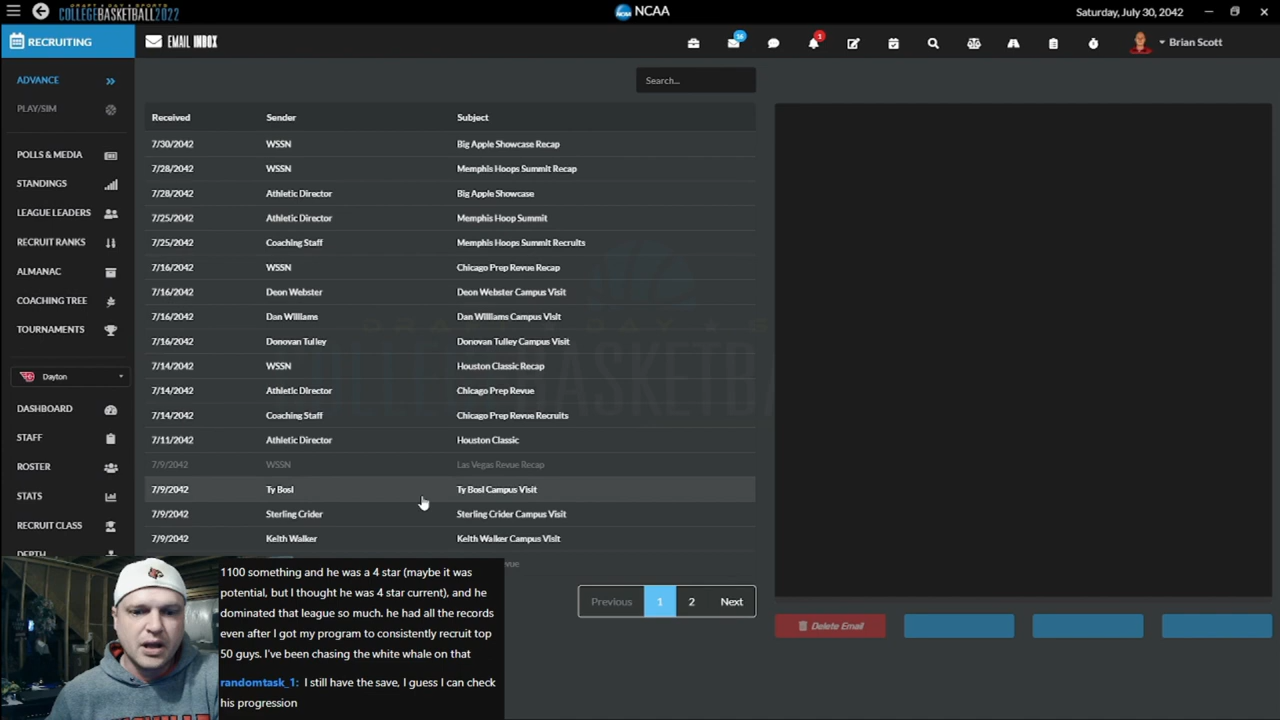 DRAFT DAY SPORTS
COLLEGE BASKETBALL 2022
NCAA
Saturday, July 30, 2042
RECRUITING
EMAIL INBOX
16
1
Brian Scott
ADVANCE
PLAY/SIM
POLLS & MEDIA
STANDINGS
LEAGUE LEADERS
RECRUIT RANKS
ALMANAC
COACHING TREE
TOURNAMENTS
Dayton
DASHBOARD
STAFF
ROSTER
STATS
RECRUIT CLASS
DEPTH
Search...
Received Sender Subject
7/30/2042 WSSN Big Apple Showcase Recap
7/28/2042 WSSN Memphis Hoops Summit Recap
7/28/2042 Athletic Director Big Apple Showcase
7/25/2042 Athletic Director Memphis Hoop Summit
7/25/2042 Coaching Staff Memphis Hoops Summit Recruits
7/16/2042 WSSN Chicago Prep Revue Recap
7/16/2042 Deon Webster Deon Webster Campus Visit
7/16/2042 Dan Williams Dan Williams Campus Visit
7/16/2042 Donovan Tulley Donovan Tulley Campus Visit
7/14/2042 WSSN Houston Classic Recap
7/14/2042 Athletic Director Chicago Prep Revue
7/14/2042 Coaching Staff Chicago Prep Revue Recruits
7/11/2042 Athletic Director Houston Classic
7/9/2042 WSSN Las Vegas Revue Recap
7/9/2042 Ty Bosl Ty Bosl Campus Visit
7/9/2042 Sterling Crider Sterling Crider Campus Visit
7/9/2042 Keith Walker Keith Walker Campus Visit
Previous 1 2 Next
Delete Email
1100 something and he was a 4 star (maybe it was
potential, but I thought he was 4 star current), and he
dominated that league so much. he had all the records
even after I got my program to consistently recruit top
50 guys. I've been chasing the white whale on that
randomtask_1: I still have the save, I guess I can check
his progression